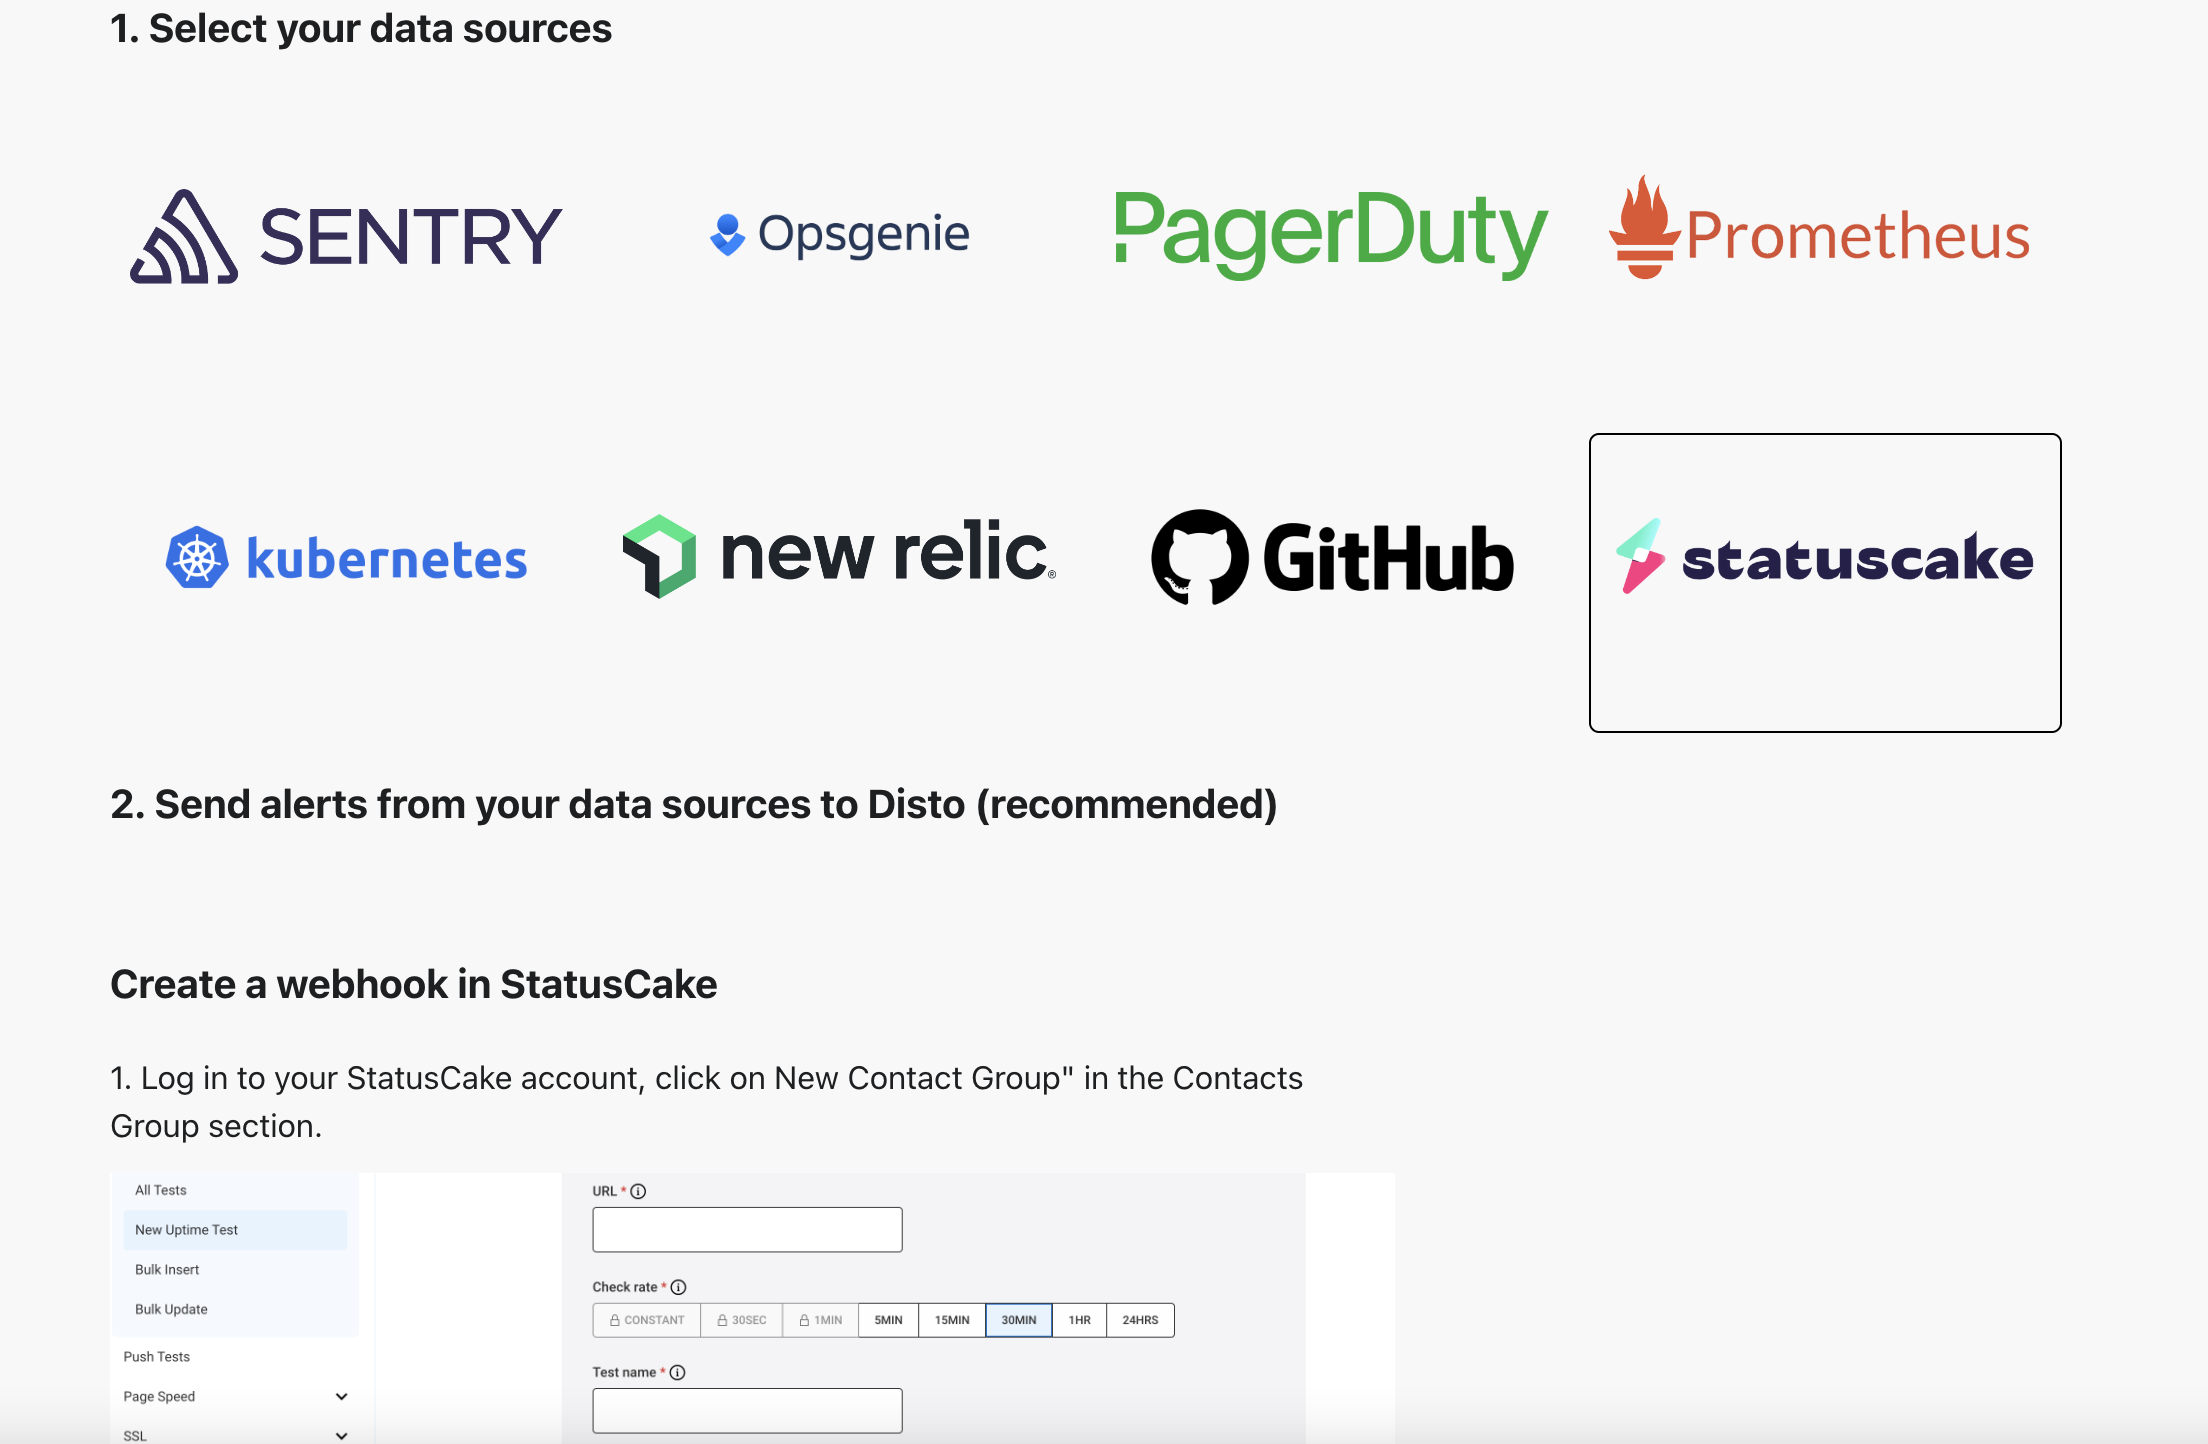 1. Select your data sources
SENTRY
Opsgenie
PagerDuty
Prometheus
kubernetes
new relic®
GitHub
statuscake
2. Send alerts from your data sources to Disto (recommended)
Create a webhook in StatusCake
1. Log in to your StatusCake account, click on New Contact Group" in the Contacts
Group section.
All Tests
New Uptime Test
Bulk Insert
Bulk Update
Push Tests
Page Speed
SSL
URL *
Check rate *
CONSTANT 30SEC 1MIN 5MIN 15MIN 30MIN 1HR 24HRS
Test name *